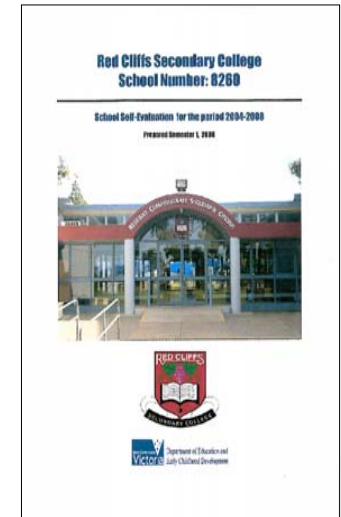 Red Cliffs Secondary College
School Number: 8260
School Self-Evaluation for the period 2004-2008
Prepared Semester 1, 2008
RED CLIFFS
SECONDARY COLLEGE
Victoria
Department of Education and
Early Childhood Development